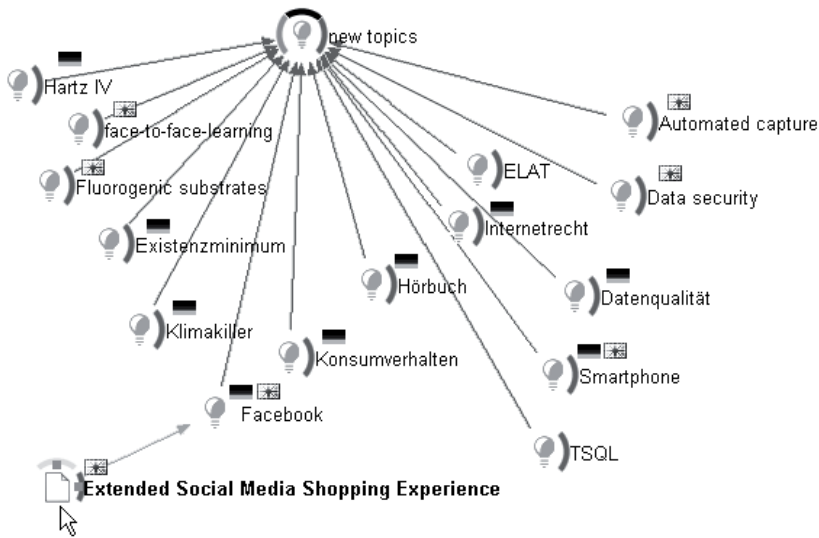 new topics
Hartz IV
face-to-face-learning
Automated capture
Fluorogenic substrates
ELAT
Data security
Existenzminimum
Internetrecht
Hörbuch
Datenqualität
Klimakiller
Konsumverhalten
Smartphone
Facebook
TSQL
Extended Social Media Shopping Experience